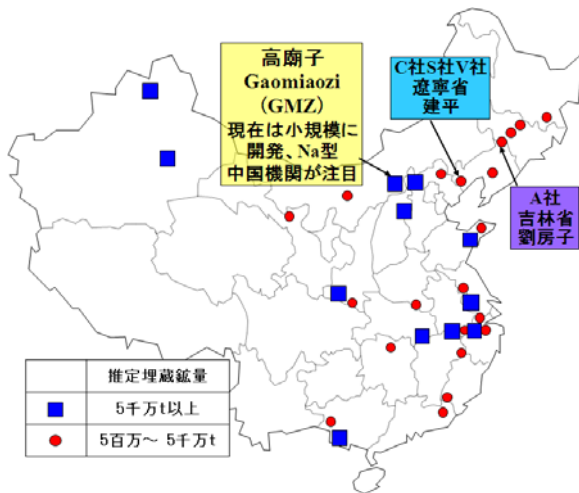 高廟子
Gaomiaozi
(GMZ)
現在は小規模に
開発、Na型
中国機関が注目
C社S社V社
遼寧省
建平
A社
吉林省
劉房子
推定埋蔵鉱量
5千万t以上
5百万～ 5千万t